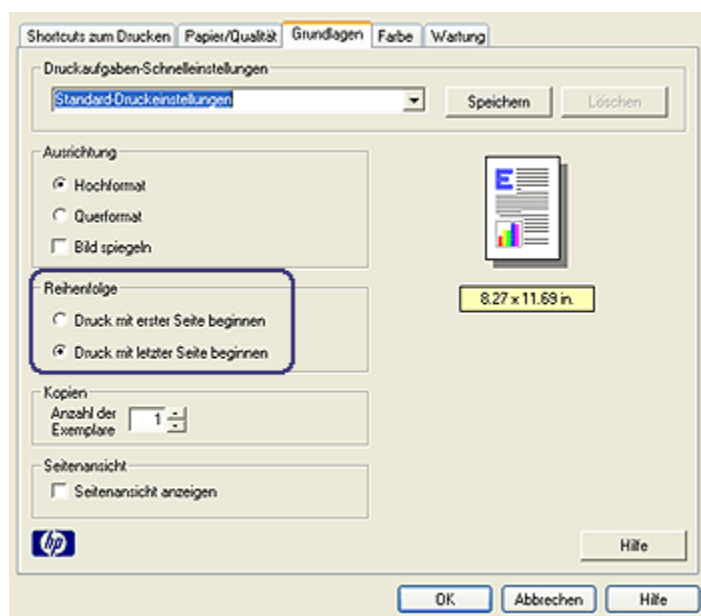 Shortcuts zum Drucken Papier/Qualität Grundlagen Farbe Wartung
Druckaufgaben-Schnelleinstellungen
Standard-Druckeinstellungen Speichern Löschen
Ausrichtung
Hochformat
Querformat
Bild spiegeln
E
8.27 x 11.69 in.
Reihenfolge
Druck mit erster Seite beginnen
Druck mit letzter Seite beginnen
Kopien
Anzahl der
Exemplare 1
Seitenansicht
Seitenansicht anzeigen
hp
Hilfe
OK Abbrechen Hilfe